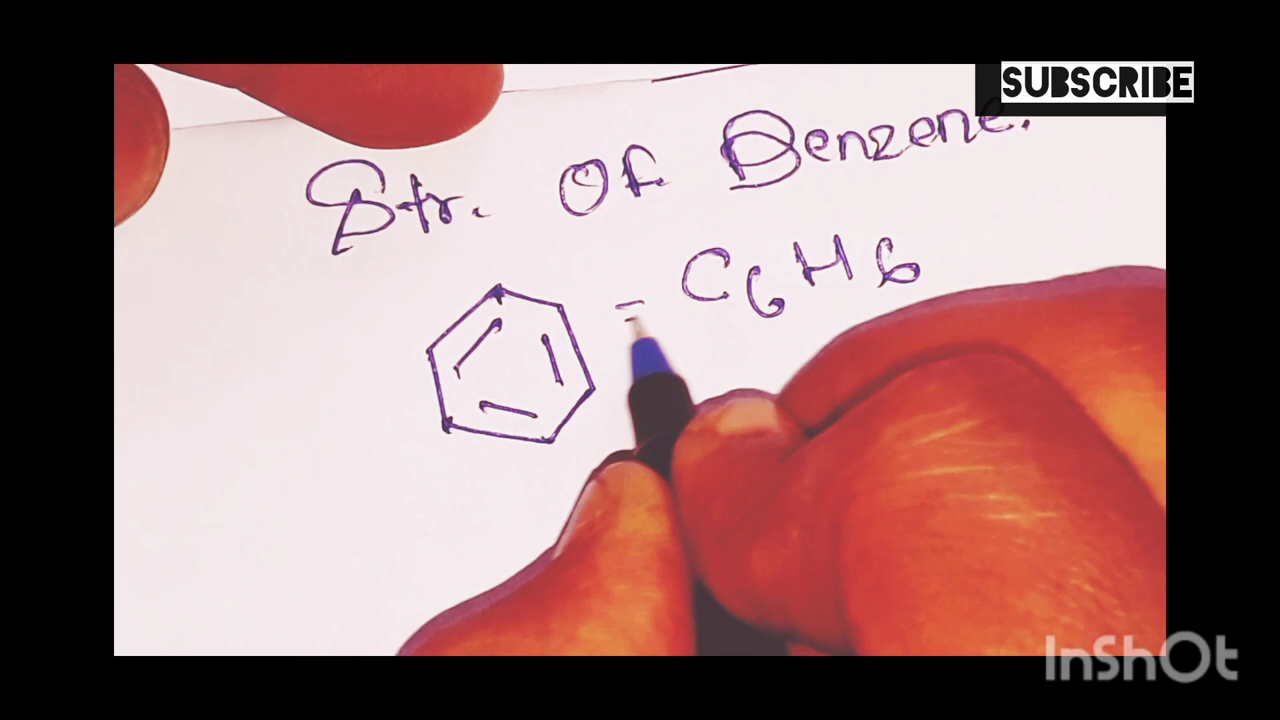 SUBSCRIBE
Str. Of Benzene.
= C6H6
InShOt